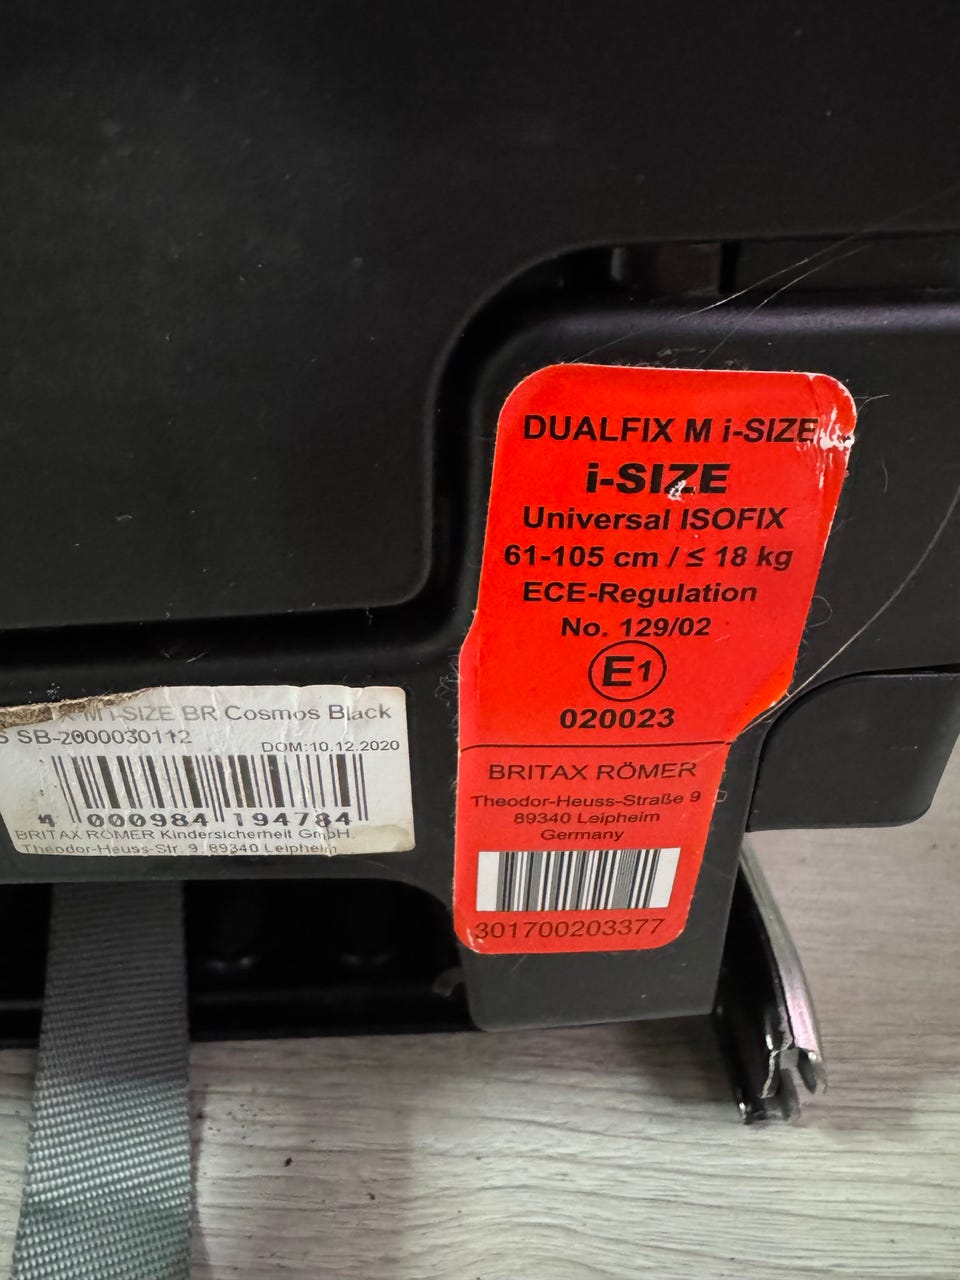 DUALFIX M i-SIZE
i-SIZE
Universal ISOFIX
61-105 cm / ≤ 18 kg
ECE-Regulation
No. 129/02
E1
020023
BRITAX RÖMER
Theodor-Heuss-Straße 9
89340 Leipheim
Germany
301700203377
M i-SIZE BR Cosmos Black
S SB-2000030112
DOM:10.12.2020
4 000984 194784
BRITAX RÖMER Kindersicherheit GmbH.
Theodor-Heuss-Str. 9, 89340 Leipheim